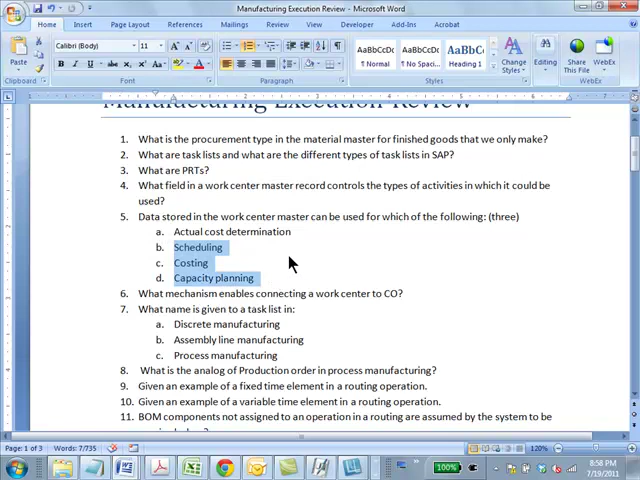 Manufacturing Execution Review - Microsoft Word
Home Insert Page Layout References Mailings Review View Developer Add-Ins Acrobat
Paste
Calibri (Body) 11
AaBbCcDc AaBbCcDc AaBbCc
¶ Normal ¶ No Spaci... Heading 1
Change Styles
Editing
Share This File
WebEx
Clipboard Font Paragraph Styles WebEx
Manufacturing Execution Review
1. What is the procurement type in the material master for finished goods that we only make?
2. What are task lists and what are the different types of task lists in SAP?
3. What are PRTs?
4. What field in a work center master record controls the types of activities in which it could be
used?
5. Data stored in the work center master can be used for which of the following: (three)
a. Actual cost determination
b. Scheduling
c. Costing
d. Capacity planning
6. What mechanism enables connecting a work center to CO?
7. What name is given to a task list in:
a. Discrete manufacturing
b. Assembly line manufacturing
c. Process manufacturing
8. What is the analog of Production order in process manufacturing?
9. Given an example of a fixed time element in a routing operation.
10. Given an example of a variable time element in a routing operation.
11. BOM components not assigned to an operation in a routing are assumed by the system to be
Page: 1 of 3 Words: 7/735 120%
100% 8:58 PM
7/19/2011